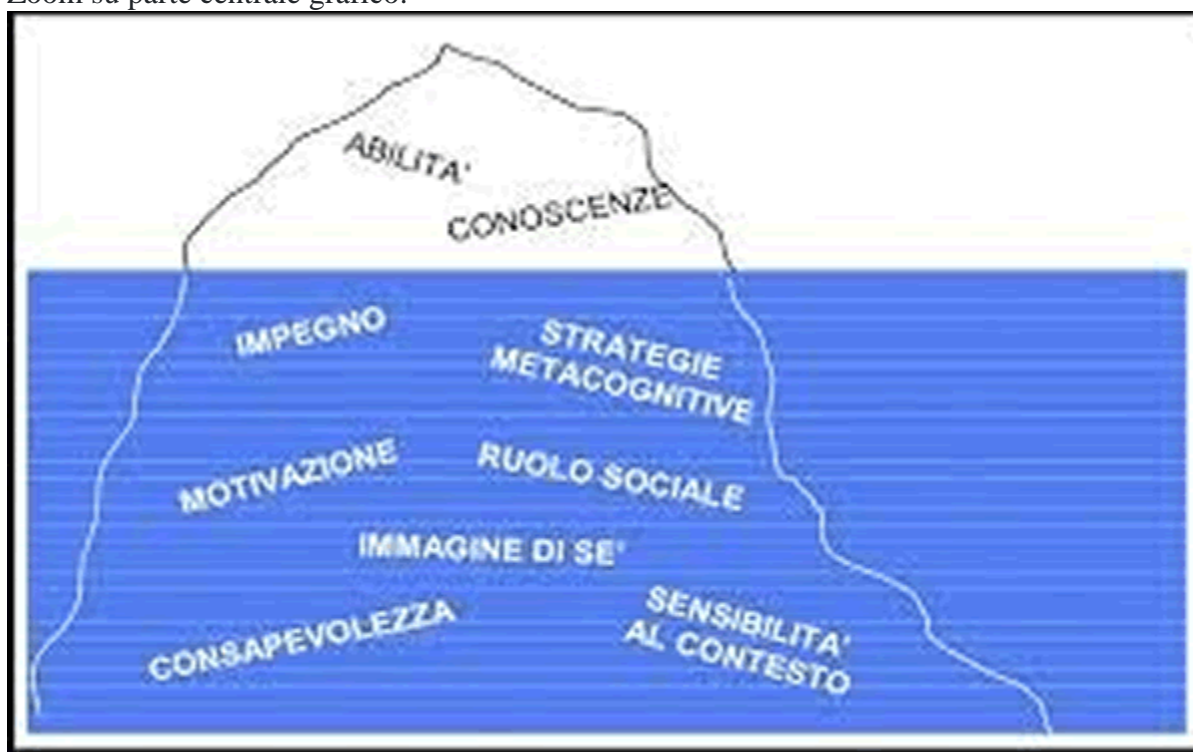 Zoom su parte centrale grafico:
ABILITA'
CONOSCENZE
IMPEGNO
STRATEGIE
METACOGNITIVE
MOTIVAZIONE
RUOLO SOCIALE
IMMAGINE DI SE'
CONSAPEVOLEZZA
SENSIBILITA'
AL CONTESTO